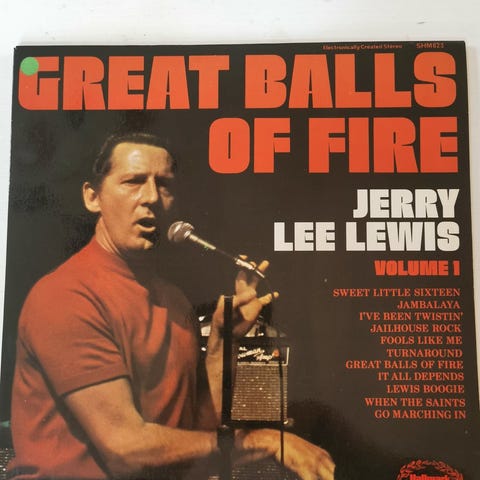 Electronically Created Stereo SHM823
GREAT BALLS
OF FIRE
JERRY
LEE LEWIS
VOLUME 1
SWEET LITTLE SIXTEEN
JAMBALAYA
I'VE BEEN TWISTIN'
JAILHOUSE ROCK
FOOLS LIKE ME
TURNAROUND
GREAT BALLS OF FIRE
IT ALL DEPENDS
LEWIS BOOGIE
WHEN THE SAINTS
GO MARCHING IN
Hallmark